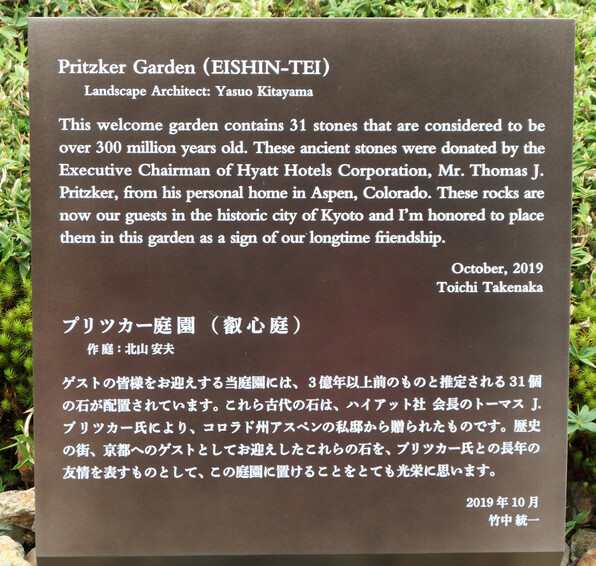 Pritzker Garden (EISHIN-TEI)
Landscape Architect: Yasuo Kitayama
This welcome garden contains 31 stones that are considered to be
over 300 million years old. These ancient stones were donated by the
Executive Chairman of Hyatt Hotels Corporation, Mr. Thomas J.
Pritzker, from his personal home in Aspen, Colorado. These rocks are
now our guests in the historic city of Kyoto and I'm honored to place
them in this garden as a sign of our longtime friendship.
October, 2019
Toichi Takenaka
プリツカー庭園（叡心庭）
作庭：北山安夫
ゲストの皆様をお迎えする当庭園には、3億年以上前のものと推定される31個
の石が配置されています。これら古代の石は、ハイアット社 会長のトーマス J.
プリツカー氏により、コロラド州アスペンの私邸から贈られたものです。歴史
の街、京都へのゲストとしてお迎えしたこれらの石を、プリツカー氏との長年の
友情を表すものとして、この庭園に置けることをとても光栄に思います。
2019年10月
竹中統一